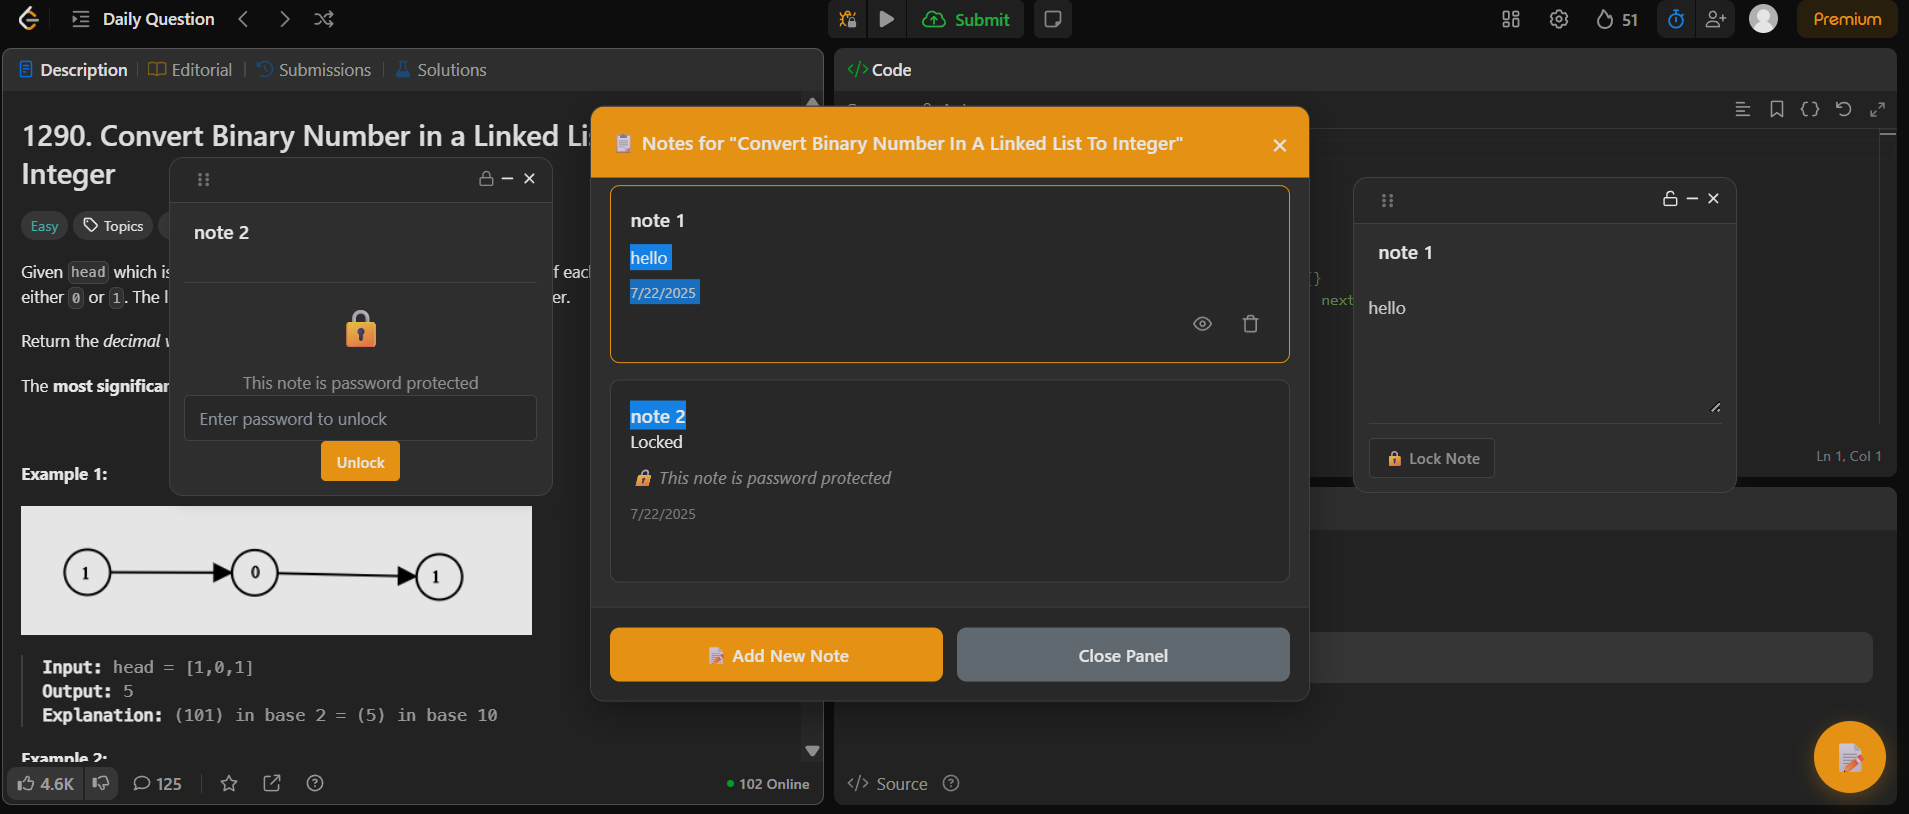 Daily Question
Submit
51
Premium
Description
Editorial
Submissions
Solutions
1290. Convert Binary Number in a Linked Li
Integer
Easy
Topics
Given head which is
f eac
either 0 or 1. The l
er.
Return the decimal v
The most significan
Example 1:
1
0
1
Input: head = [1,0,1]
Output: 5
Explanation: (101) in base 2 = (5) in base 10
Example 2:
4.6K
125
102 Online
note 2
This note is password protected
Enter password to unlock
Unlock
Notes for "Convert Binary Number In A Linked List To Integer"
note 1
hello
7/22/2025
note 2
Locked
This note is password protected
7/22/2025
Add New Note
Close Panel
Code
{}
next
Ln 1, Col 1
note 1
hello
Lock Note
Source